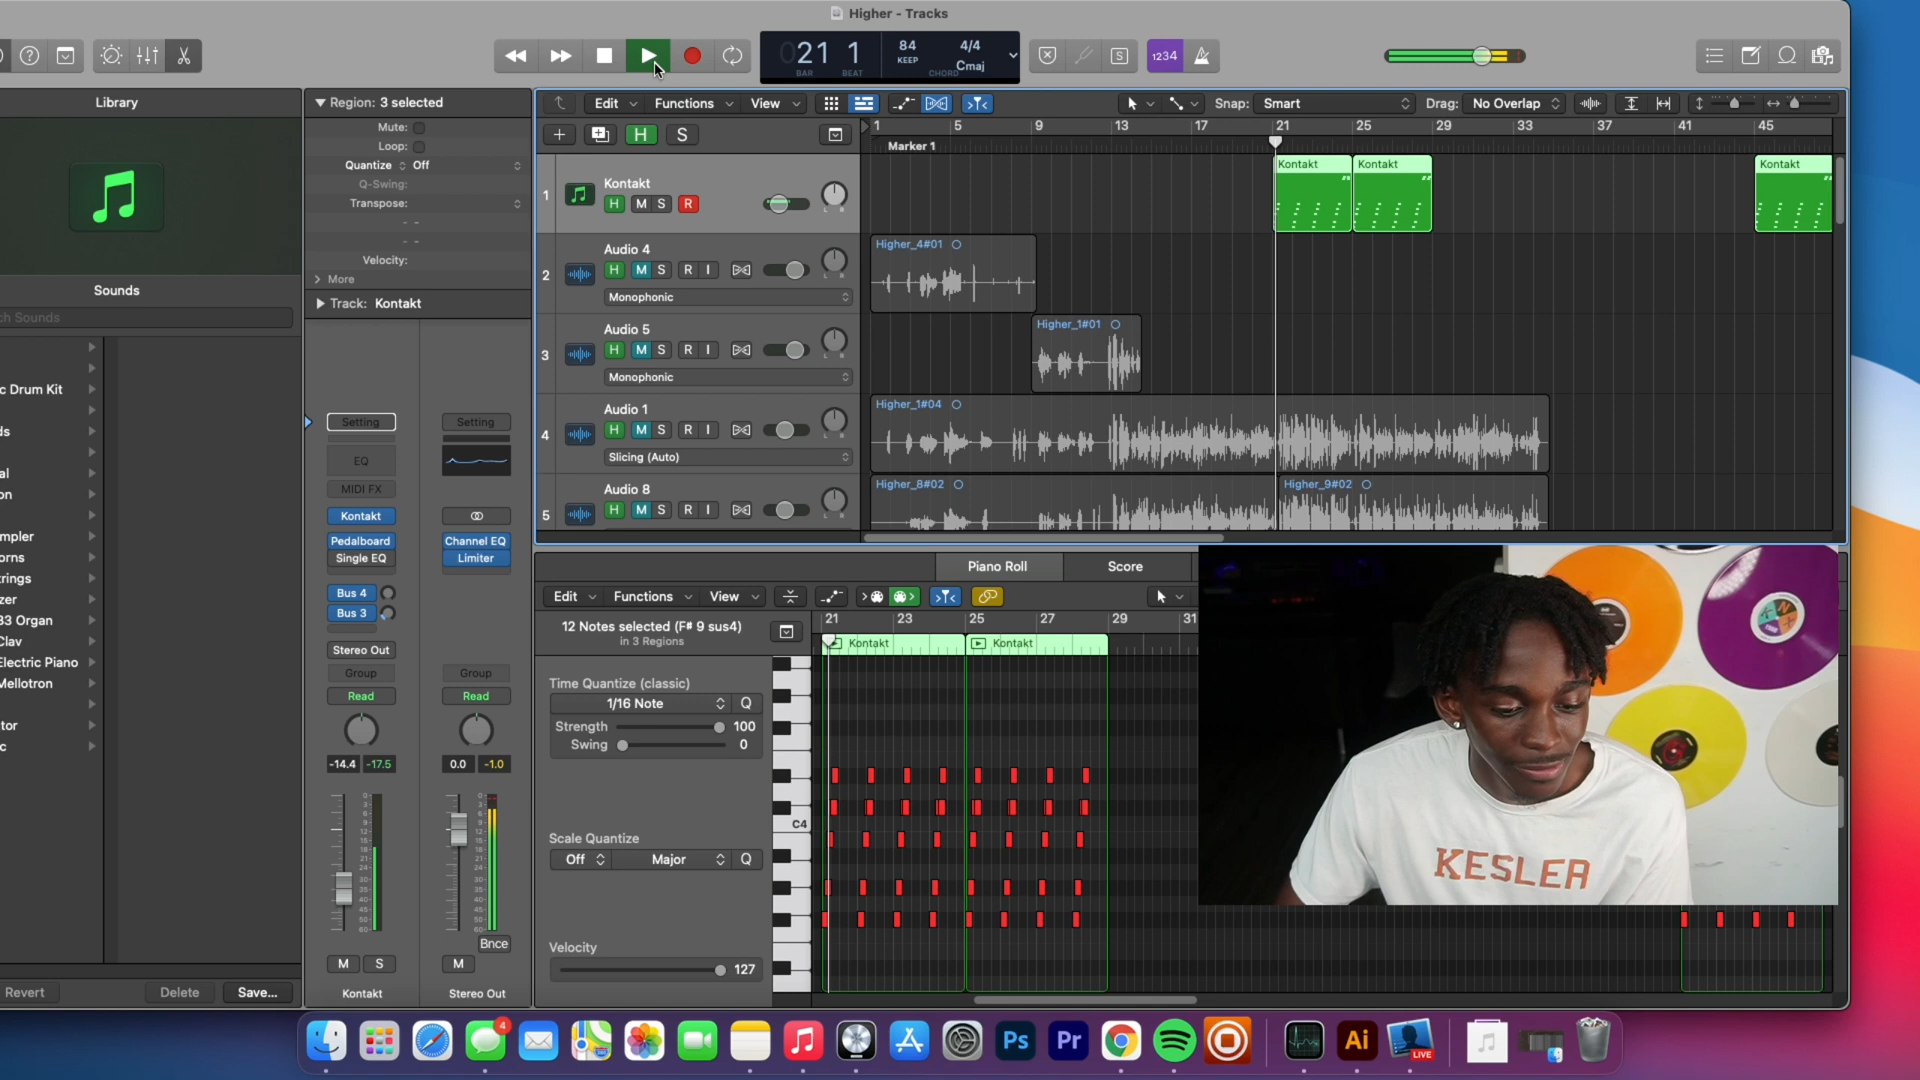 Higher - Tracks
21 1
BAR BEAT
84
KEEP
4/4
Cmaj
CHORD
S
1234
Library
Region: 3 selected
Mute:
Loop:
Quantize Off
Q-Swing:
Transpose:
Velocity:
More
Track: Kontakt
Edit Functions View
Snap: Smart
Drag: No Overlap
H S
1 5 9 13 17 21 25 29 33 37 41 45
Marker 1
1 Kontakt
H M S R
L R
Kontakt Kontakt Kontakt
2 Audio 4
H M S R I
Monophonic
Higher_4#01
3 Audio 5
H M S R I
Monophonic
Higher_1#01
4 Audio 1
H M S R I
Slicing (Auto)
Higher_1#04
5 Audio 8
H M S R I
Higher_8#02 Higher_9#02
Sounds
ch Sounds
c Drum Kit
ds
al
on
mpler
orns
trings
zer
33 Organ
Clav
Electric Piano
Mellotron
tor
c
Revert Delete Save...
Setting Setting
EQ
MIDI FX
Kontakt
Pedalboard Channel EQ
Single EQ Limiter
Bus 4
Bus 3
Stereo Out
Group Group
Read Read
-14.4 -17.5 0.0 -1.0
Bnce
M S M
Kontakt Stereo Out
Piano Roll Score
Edit Functions View
12 Notes selected (F# 9 sus4)
in 3 Regions
21 23 25 27 29 31
Kontakt Kontakt
Time Quantize (classic)
1/16 Note Q
Strength 100
Swing 0
C4
Scale Quantize
Off Major Q
Velocity
127
KESLER
4
Ps
Pr
Ai
LIVE